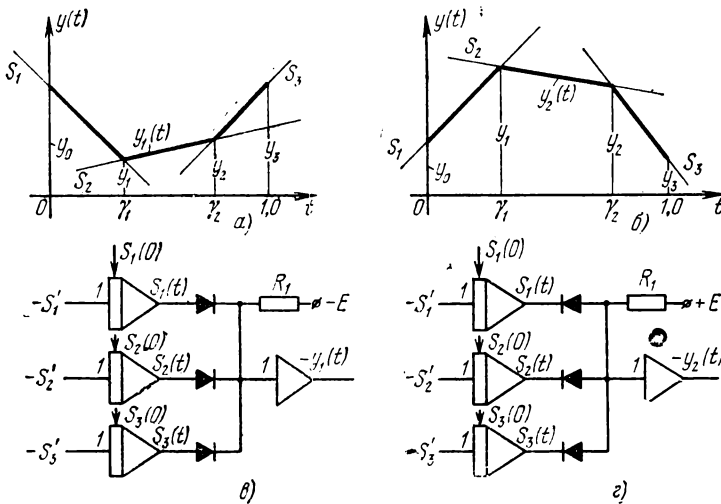 y(t)
S₁
S₃
y₁(t)
y₀
S₂
y₁
y₂
y₃
0
γ₁
γ₂
1,0
t
а)
y(t)
S₂
y₂(t)
S₁
y₀
y₁
y₂
y₃
S₃
0
γ₁
γ₂
1,0
t
б)
S₁(0)
-S₁′
1
S₁(t)
R₁
-E
S₂(0)
-S₂′
1
S₂(t)
1
-y₁(t)
S₃(0)
-S₃′
1
S₃(t)
в)
S₁(0)
-S₁′
1
S₁(t)
R₁
+E
S₂(0)
-S₂′
1
S₂(t)
1
-y₂(t)
S₃(0)
-S₃′
1
S₃(t)
г)